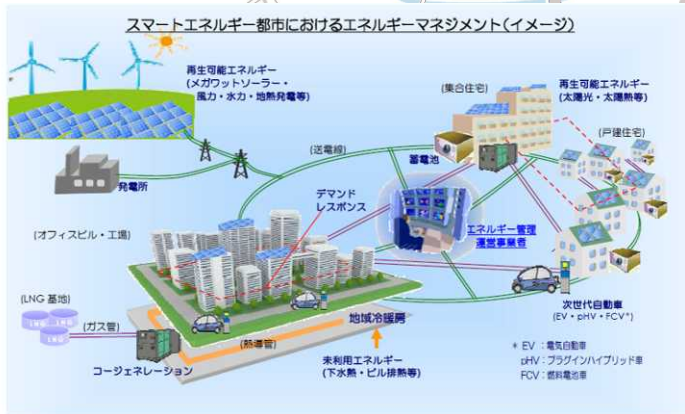 スマートエネルギー都市におけるエネルギーマネジメント(イメージ)
再生可能エネルギー
(メガワットソーラー・
風力・水力・地熱発電等)
(集合住宅)
再生可能エネルギー
(太陽光・太陽熱等)
(送電線)
蓄電池
(戸建住宅)
発電所
デマンド
レスポンス
(オフィスビル・工場)
エネルギー管理
運営事業者
(LNG 基地)
LNG
LNG
LNG
(ガス管)
(熱導管)
地域冷暖房
次世代自動車
(EV・pHV・FCV*)
コージェネレーション
未利用エネルギー
(下水熱・ビル排熱等)
* EV :電気自動車
pHV:プラグインハイブリッド車
FCV:燃料電池車